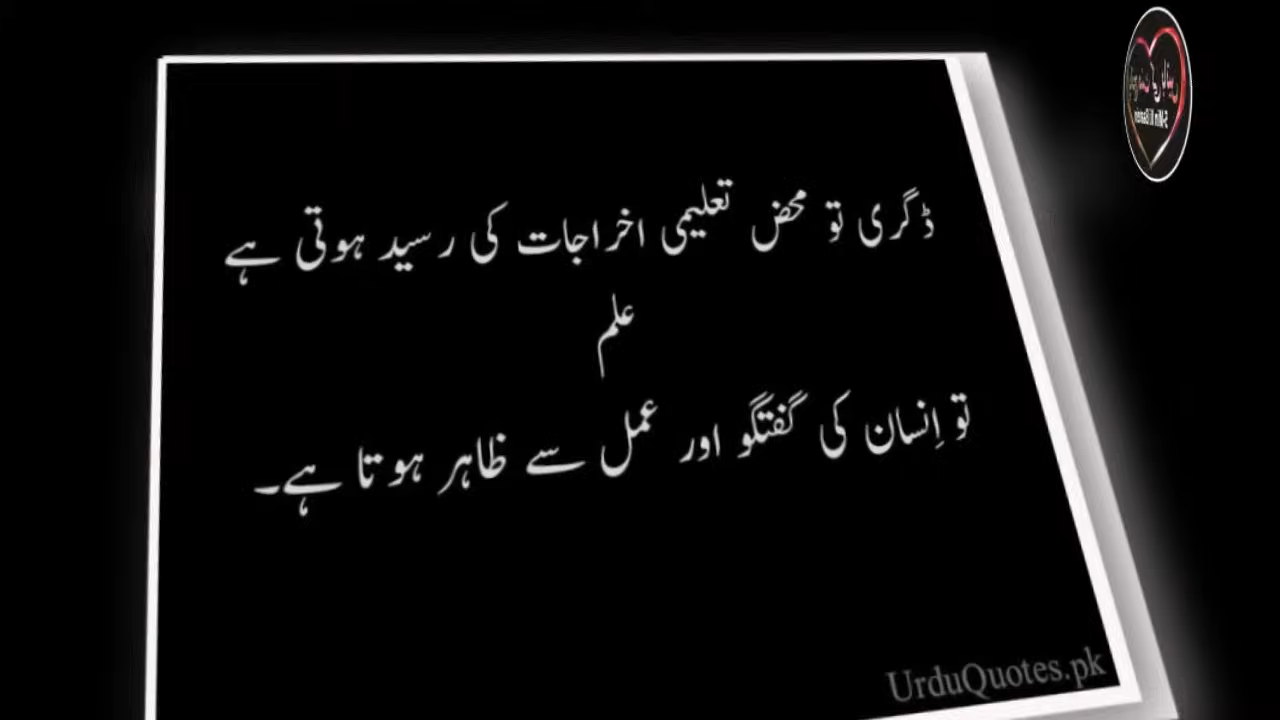 ڈگری تو محض تعلیمی اخراجات کی رسید ہوتی ہے
علم
تو اِنسان کی گفتگو اور عمل سے ظاہر ہوتا ہے۔
UrduQuotes.pk